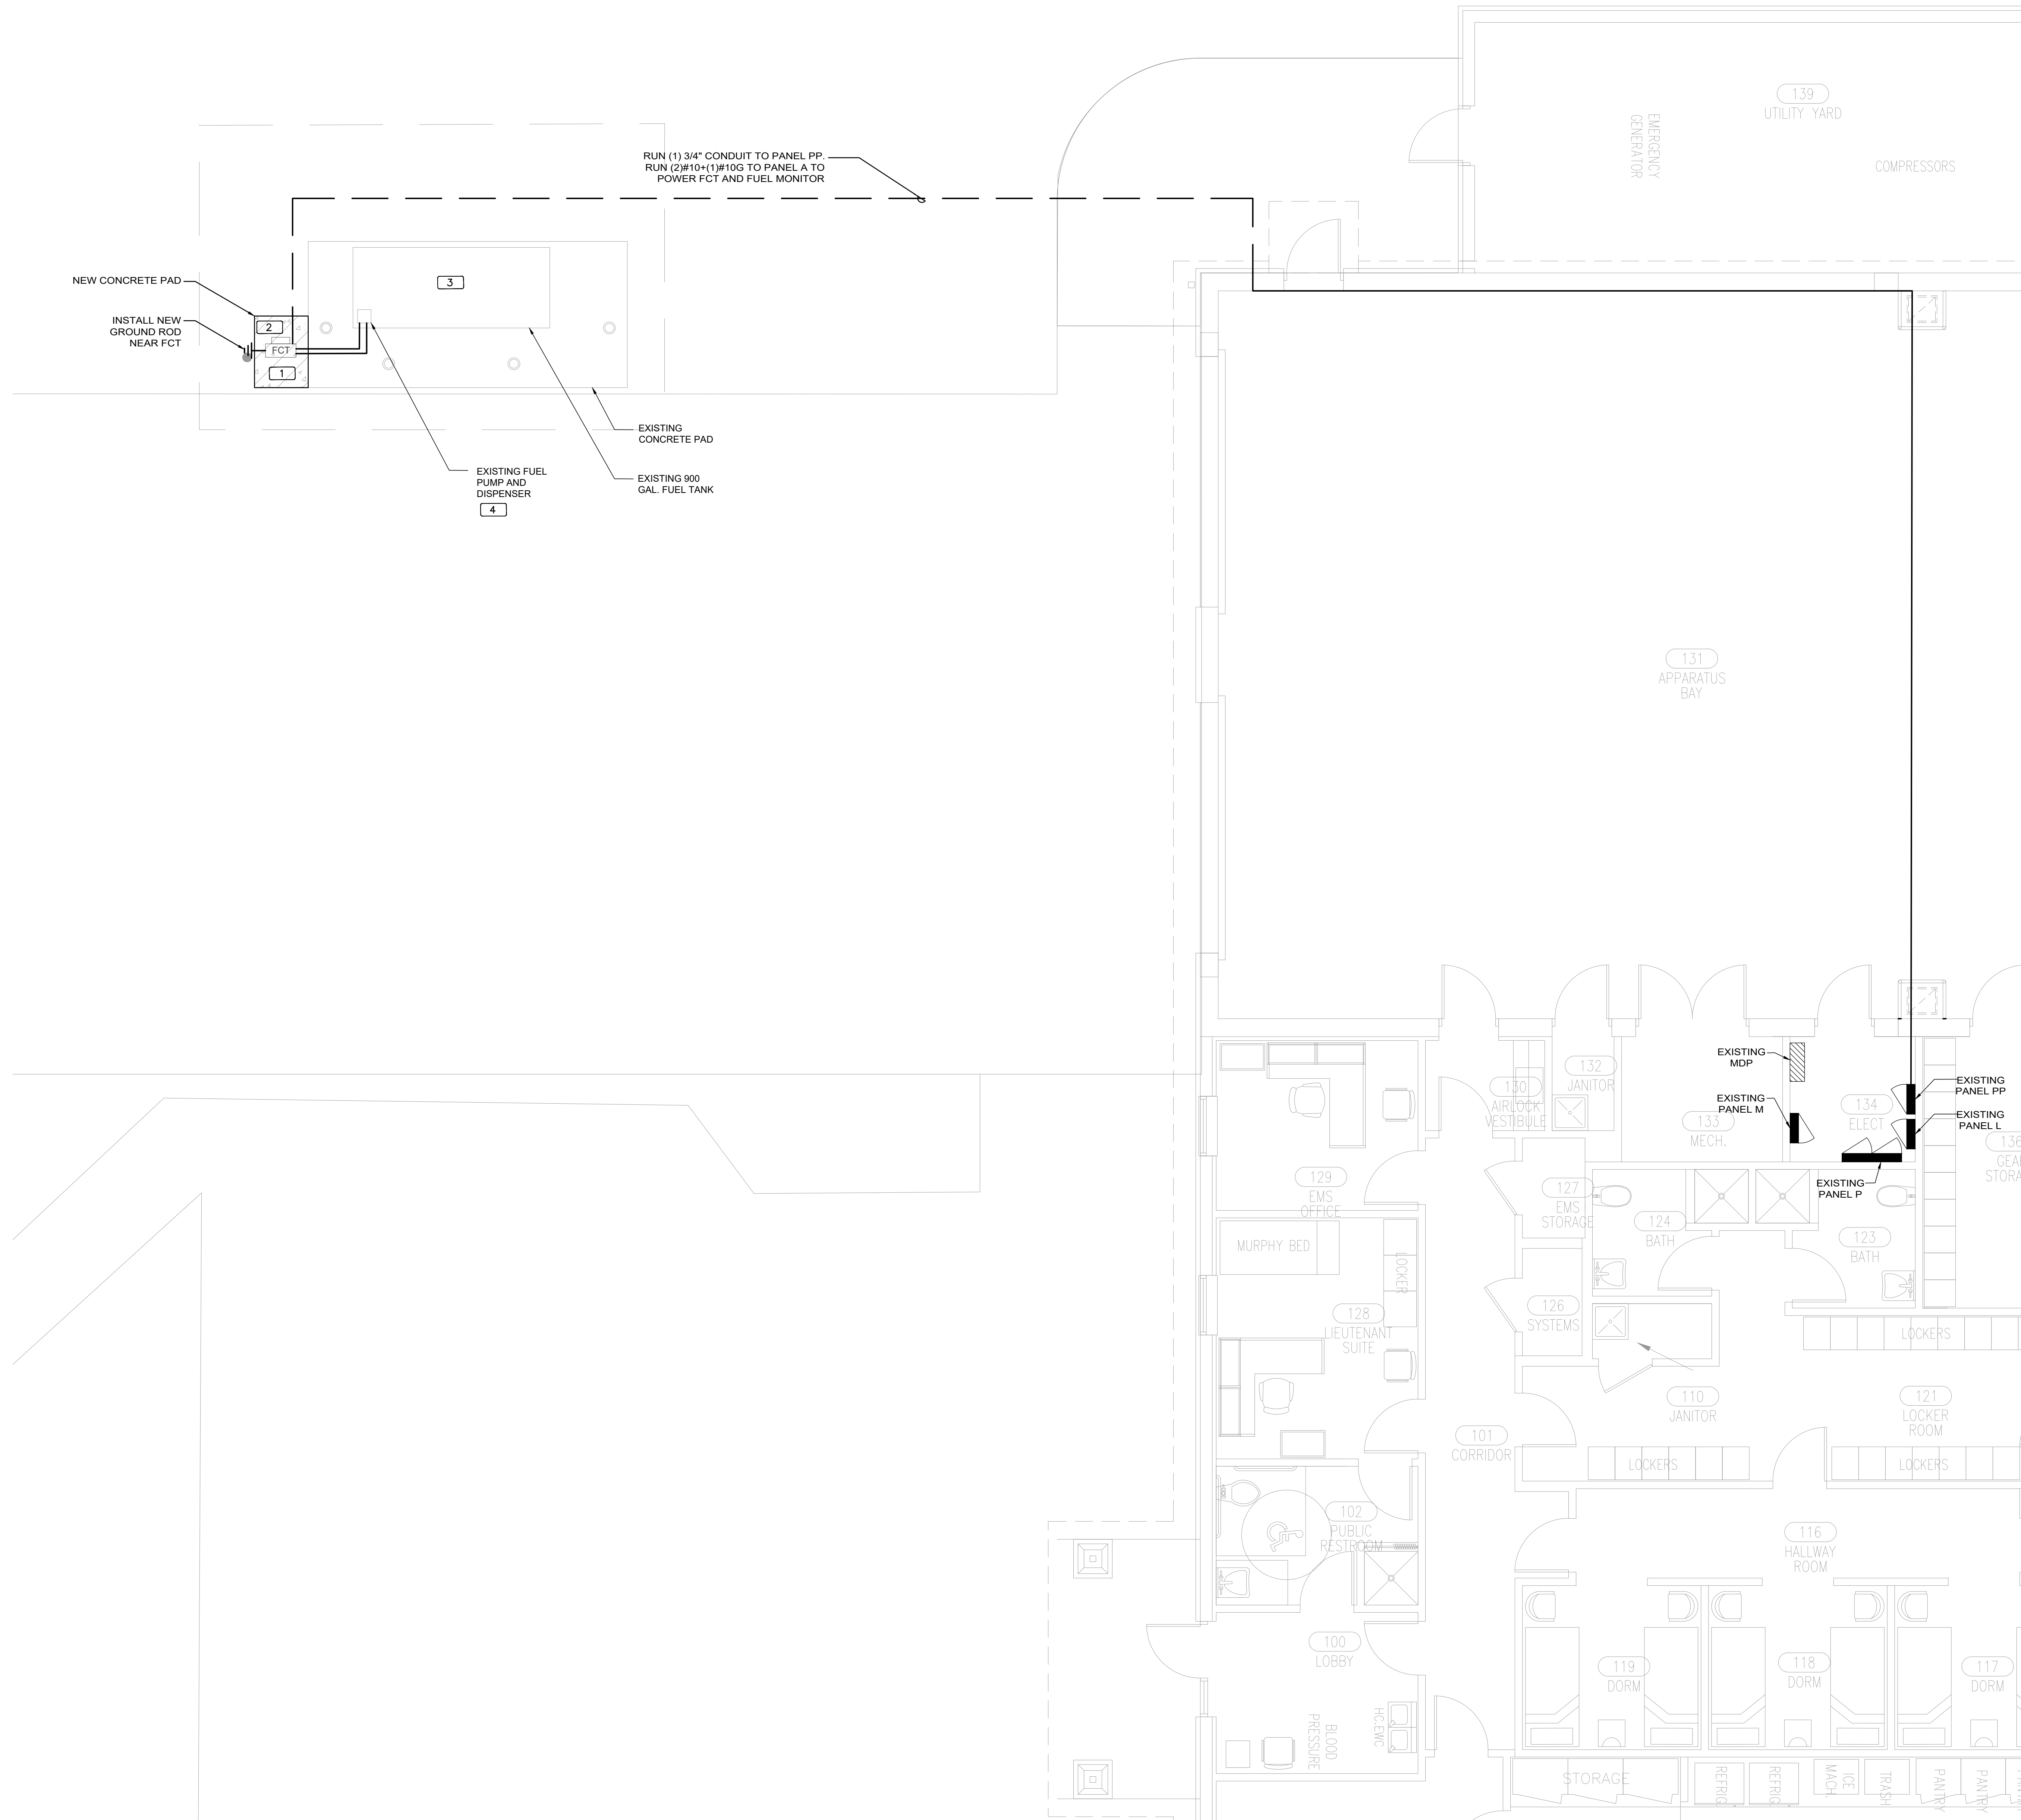 139
UTILITY YARD
EMERGENCY
GENERATOR
COMPRESSORS
RUN (1) 3/4" CONDUIT TO PANEL PP.
RUN (2)#10+(1)#10G TO PANEL A TO
POWER FCT AND FUEL MONITOR
NEW CONCRETE PAD
3
INSTALL NEW
GROUND ROD
NEAR FCT
2
FCT
1
EXISTING
CONCRETE PAD
EXISTING FUEL
PUMP AND
DISPENSER
4
EXISTING 900
GAL. FUEL TANK
131
APPARATUS
BAY
EXISTING
MDP
EXISTING
PANEL M
EXISTING
PANEL PP
EXISTING
PANEL L
EXISTING
PANEL P
130
AIRLOCK
VESTIBULE
132
JANITOR
133
MECH.
134
ELECT
136
GEA
STORA
129
EMS
OFFICE
127
EMS
STORAGE
124
BATH
123
BATH
MURPHY BED
LOCKER
128
LIEUTENANT
SUITE
126
SYSTEMS
LOCKERS
110
JANITOR
121
LOCKER
ROOM
101
CORRIDOR
LOCKERS
LOCKERS
102
PUBLIC
RESTROOM
116
HALLWAY
ROOM
100
LOBBY
119
DORM
118
DORM
117
DORM
BLOOD
PRESSURE
HC.EWC
STORAGE
REFRIG.
REFRIG.
ICE
MACH.
TRASH
PANTRY
PANTRY